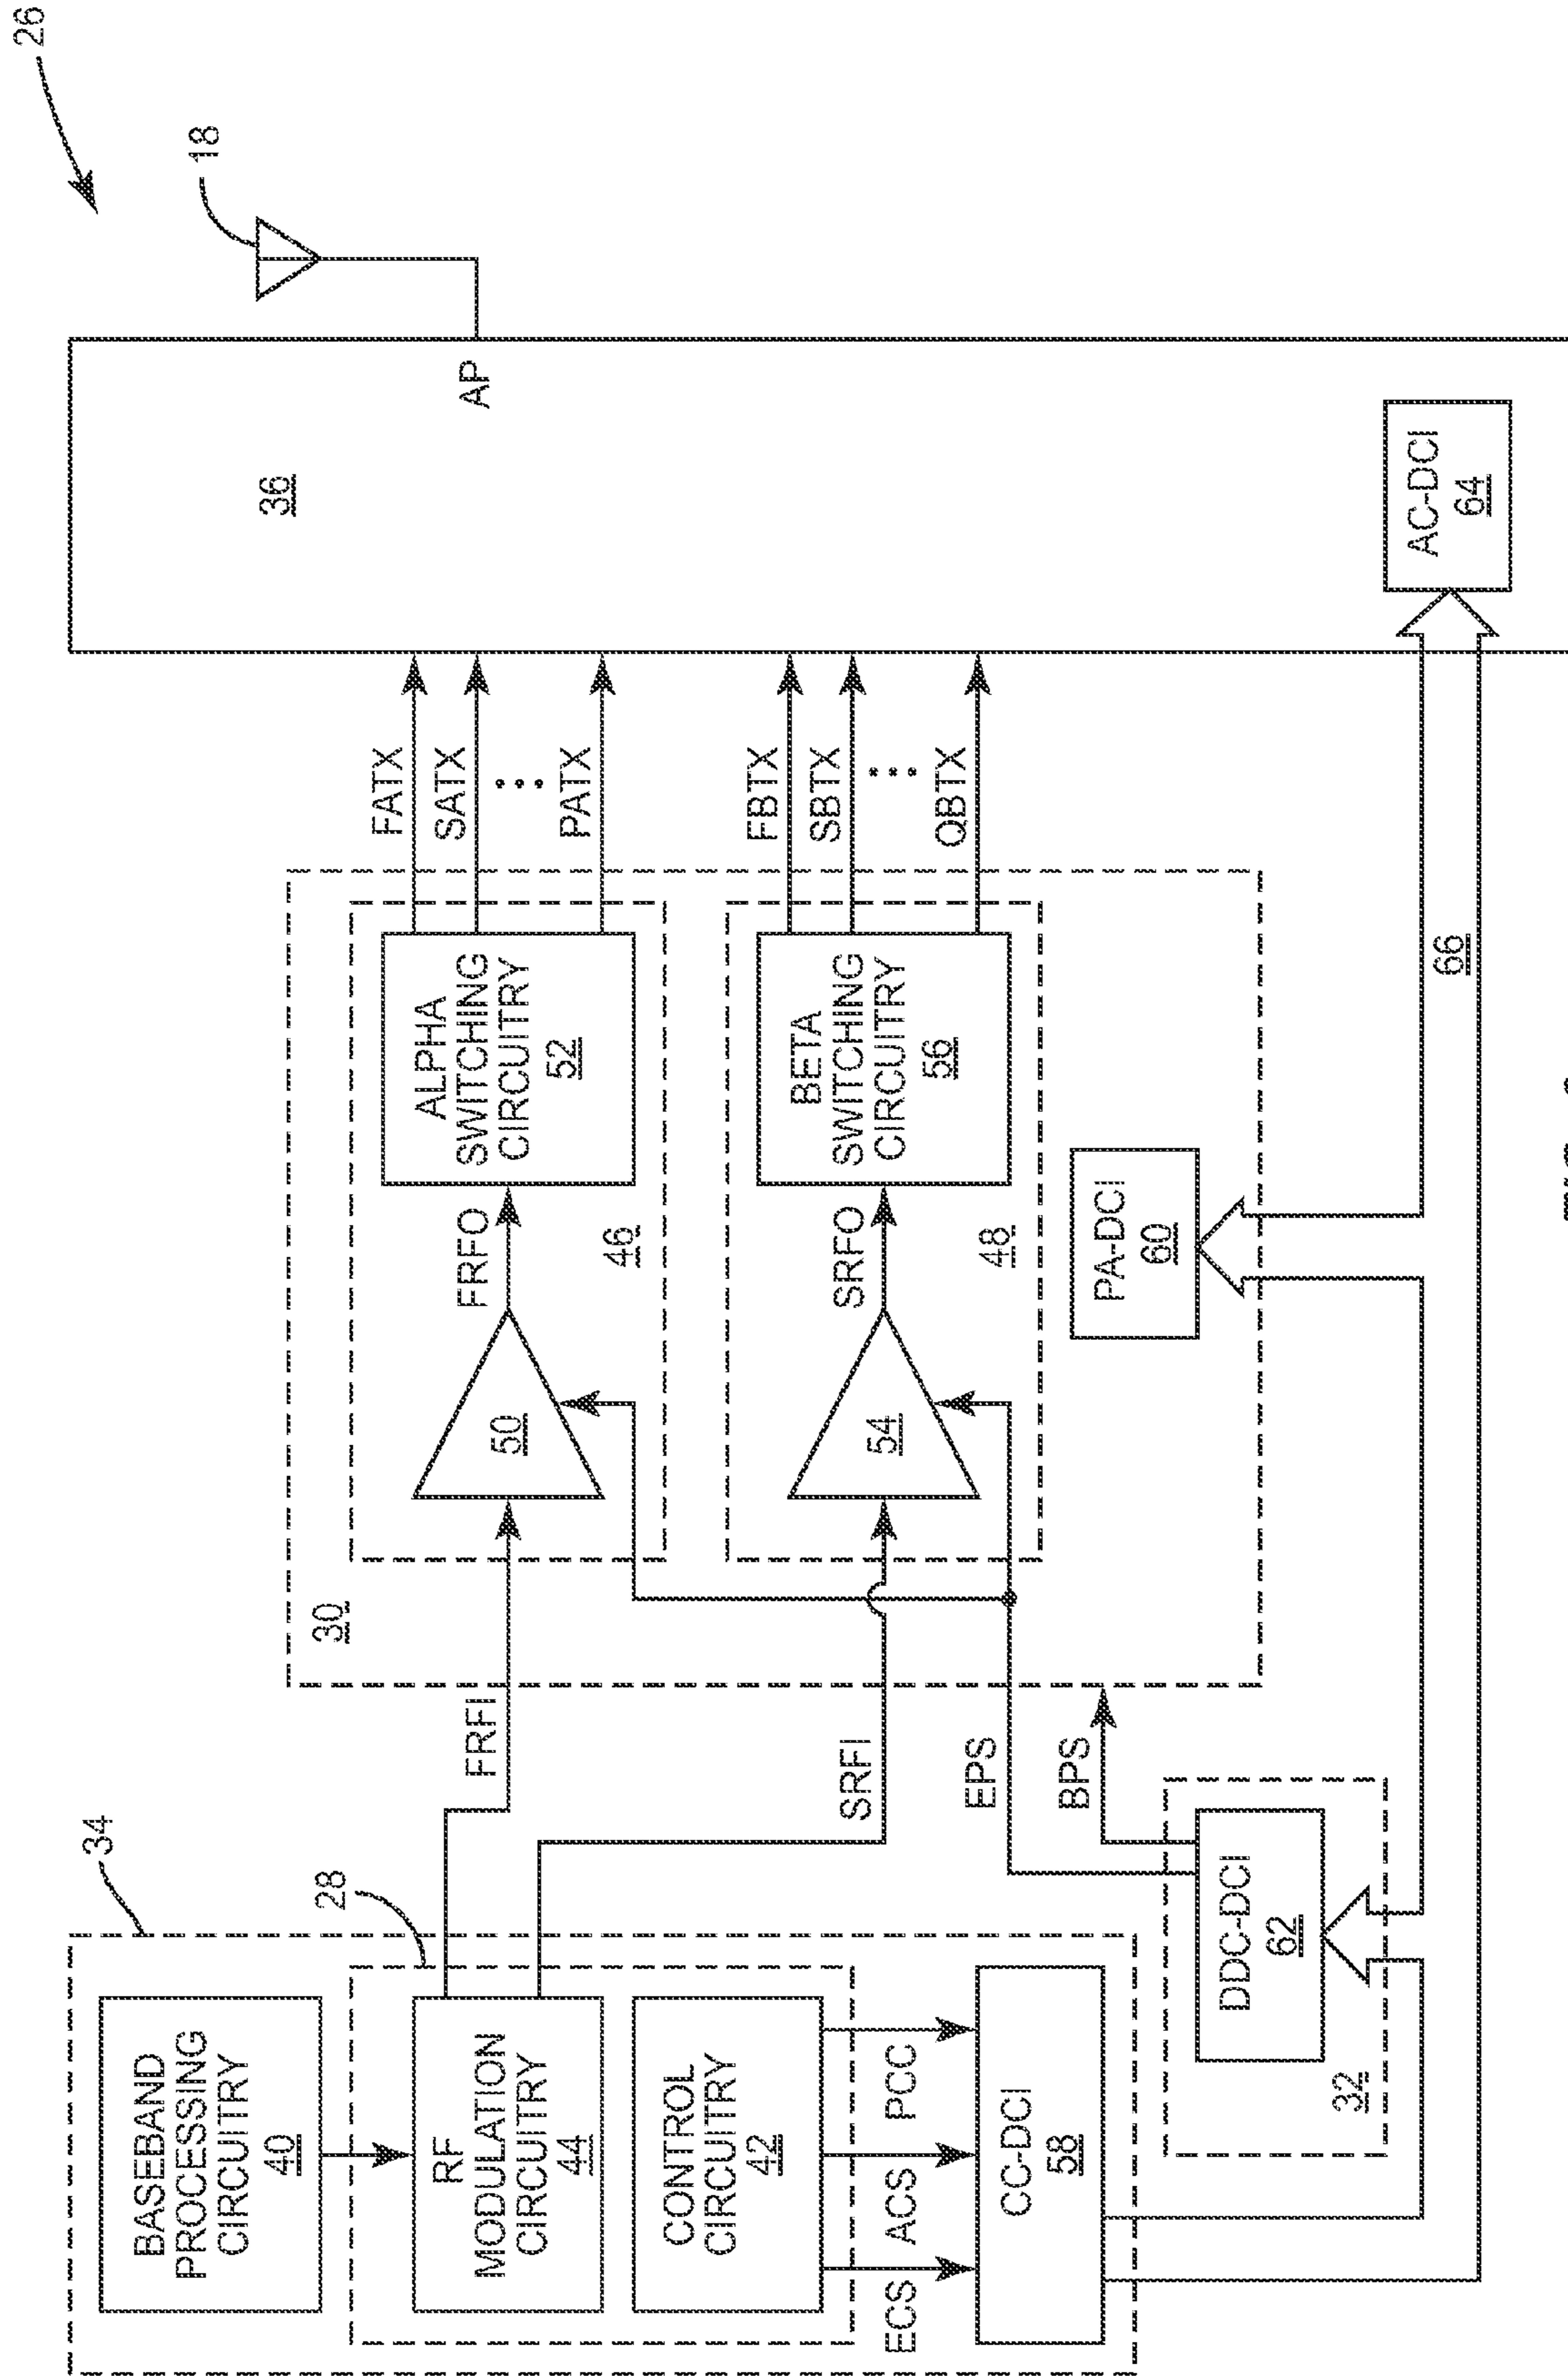 26
34
BASEBAND
PROCESSING
CIRCUITRY
40
28
RF
MODULATION
CIRCUITRY
44
CONTROL
CIRCUITRY
42
ECS
ACS
PCC
CC-DCI
58
FRFI
SRFI
EPS
BPS
DDC-DCI
62
32
30
50
FRFO
ALPHA
SWITCHING
CIRCUITRY
52
46
54
SRFO
BETA
SWITCHING
CIRCUITRY
56
48
PA-DCI
60
FATX
SATX
PATX
FBTX
SBTX
QBTX
36
AP
18
AC-DCI
64
66